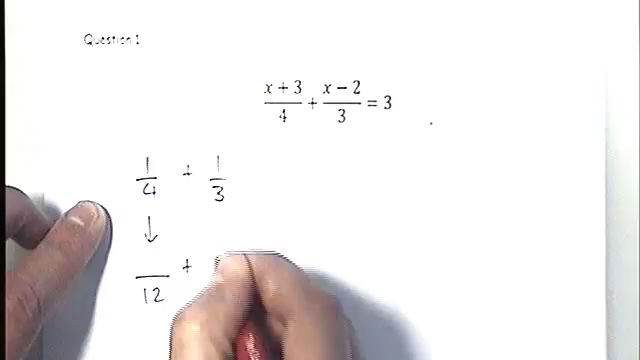 Question 1
x + 3/4 + x − 2/3 = 3
1/4 + 1/3
↓
/12 +